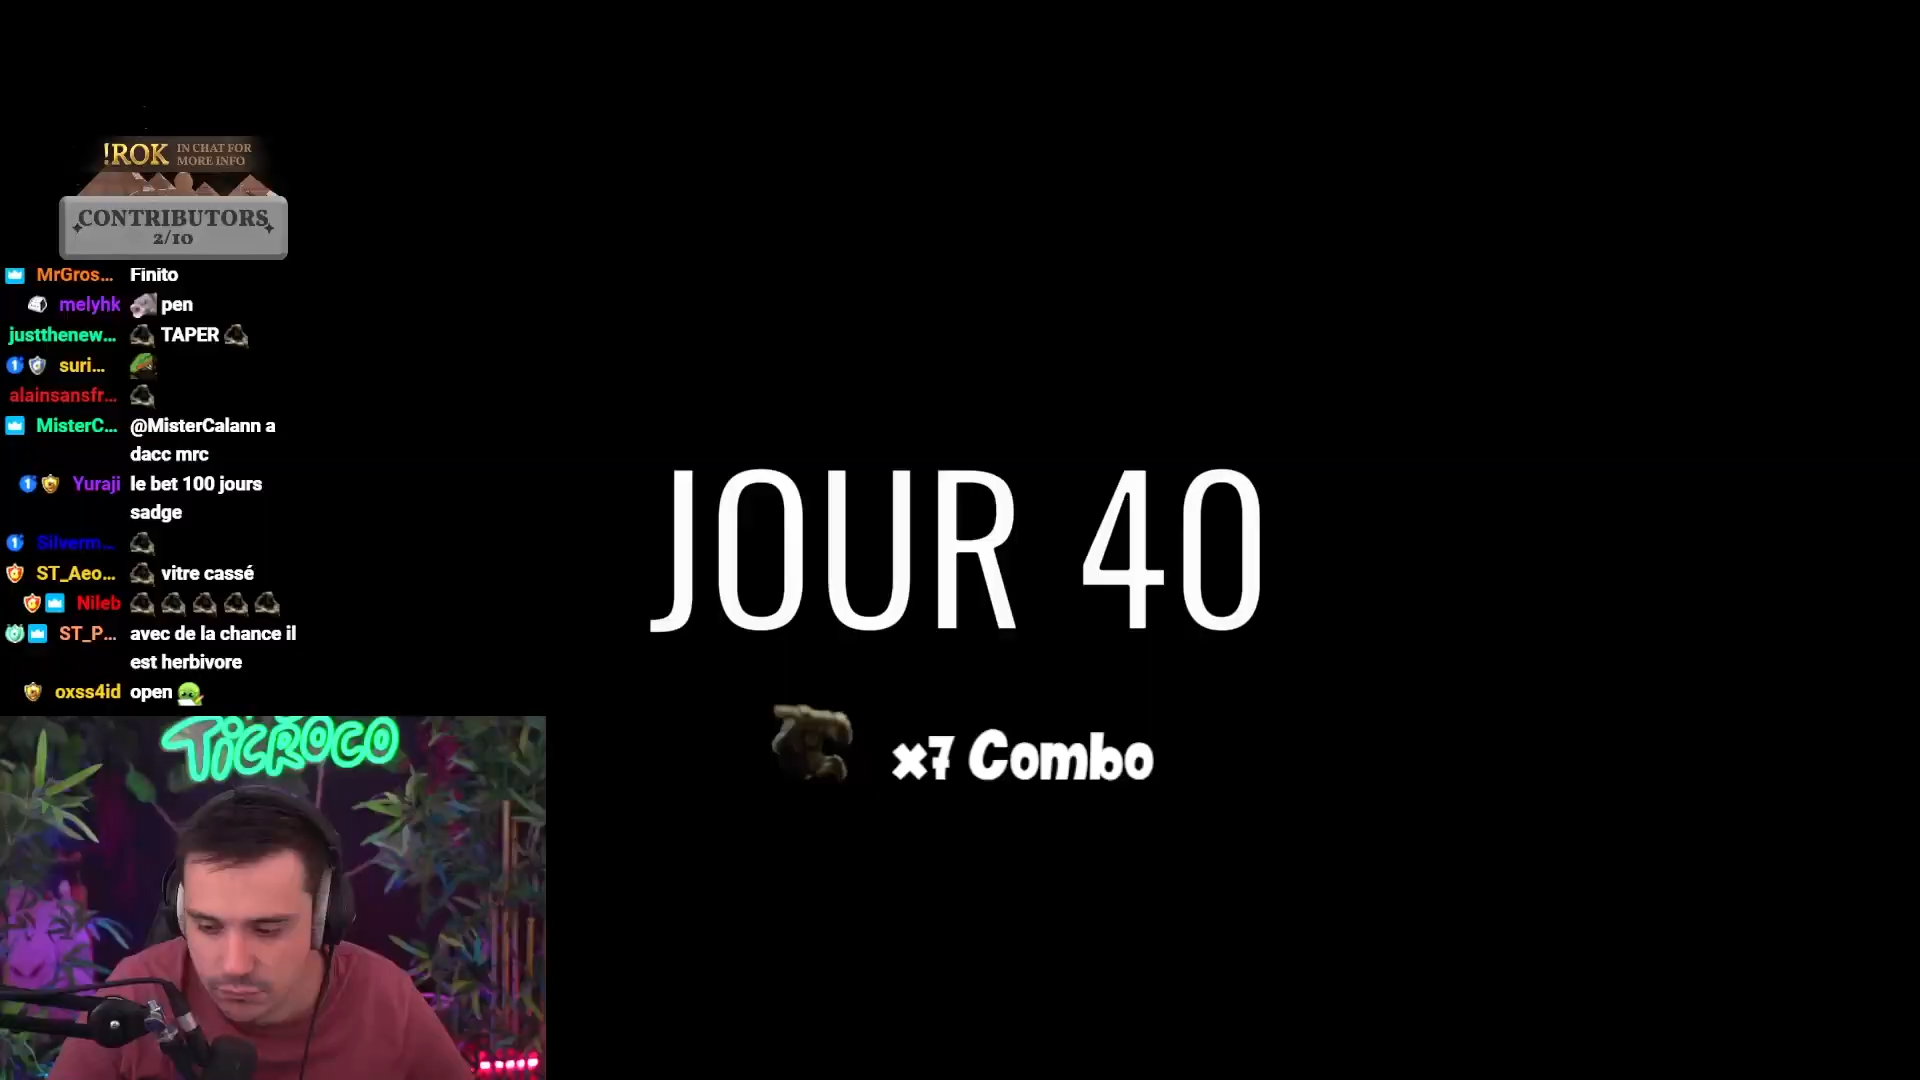 !ROK IN CHAT FOR
MORE INFO
CONTRIBUTORS
2/10
MrGros... Finito
melyhk pen
justthenew... TAPER
suri...
alainsansfr...
MisterC... @MisterCalann a
dacc mrc
Yuraji le bet 100 jours
sadge
Silverm...
ST_Aeo... vitre cassé
Nileb
ST_P... avec de la chance il
est herbivore
oxss4id open
JOUR 40
x7 Combo
TiCROCO